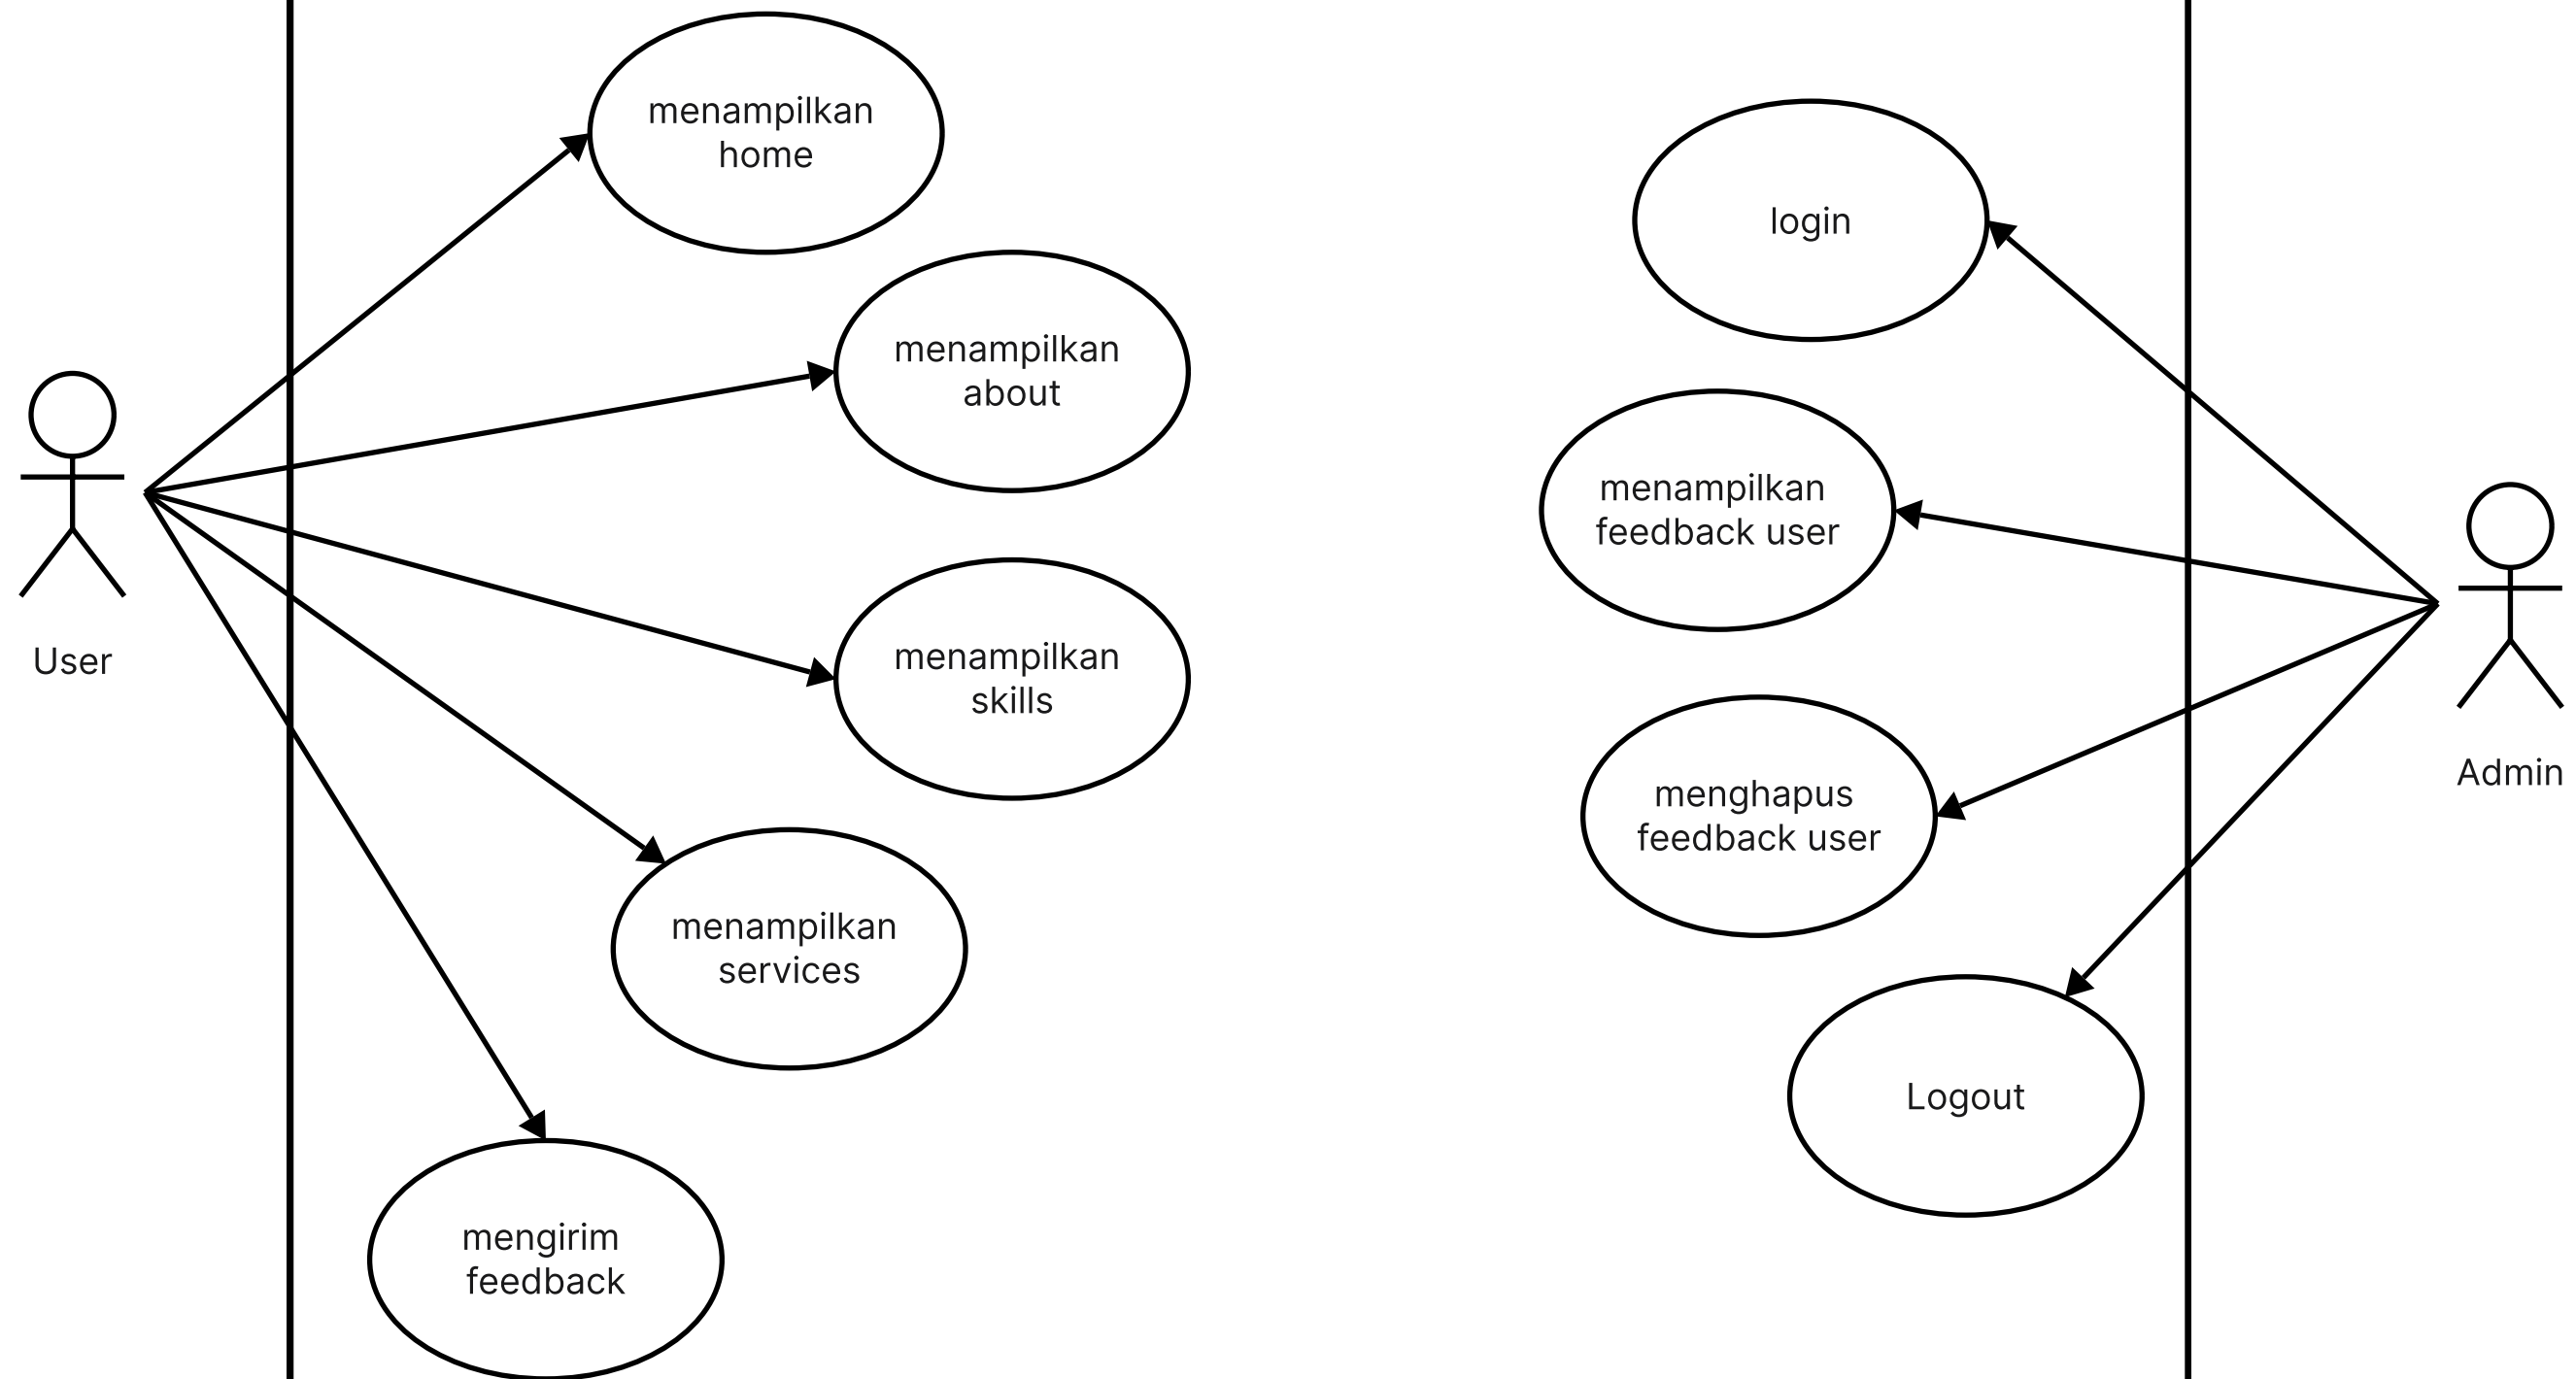 menampilkan
home
menampilkan
about
menampilkan
skills
menampilkan
services
mengirim
feedback
User
login
menampilkan
feedback user
menghapus
feedback user
Logout
Admin